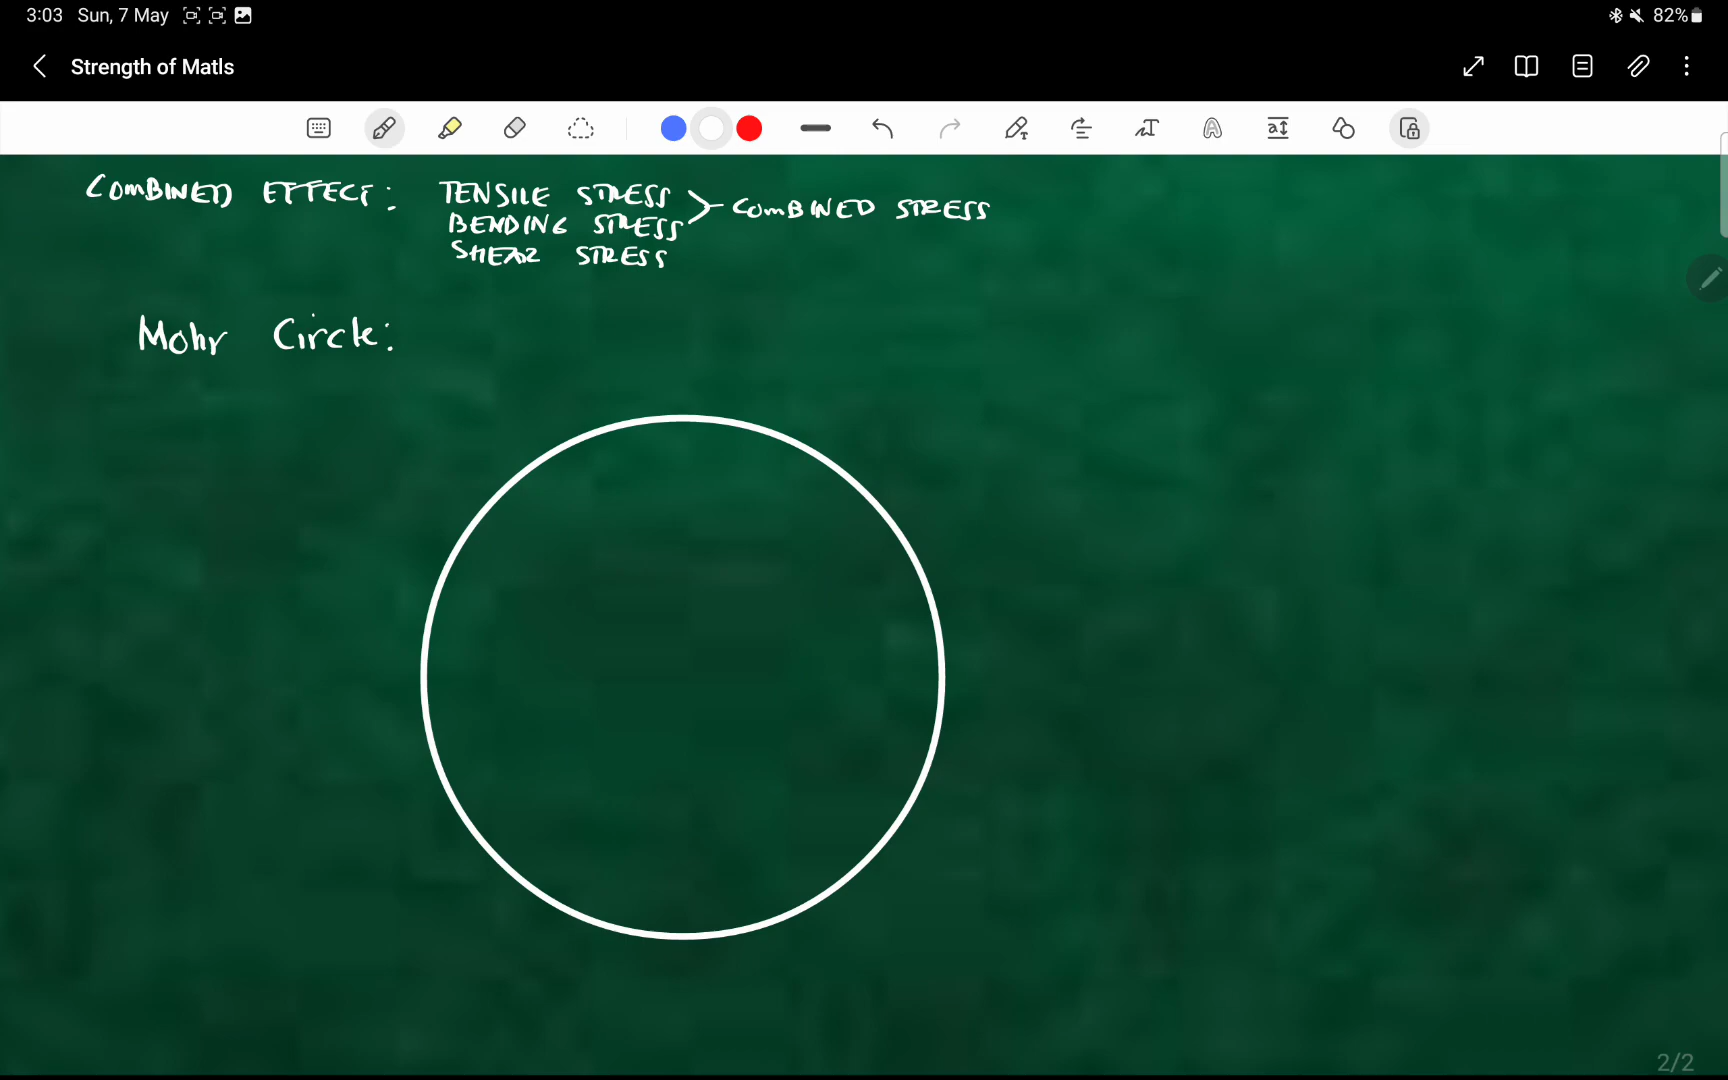 3:03 Sun, 7 May 82%
Strength of Matls
COMBINED EFFECT: TENSILE STRESS
BENDING STRESS COMBINED STRESS
SHEAR STRESS
Mohr Circle:
2/2